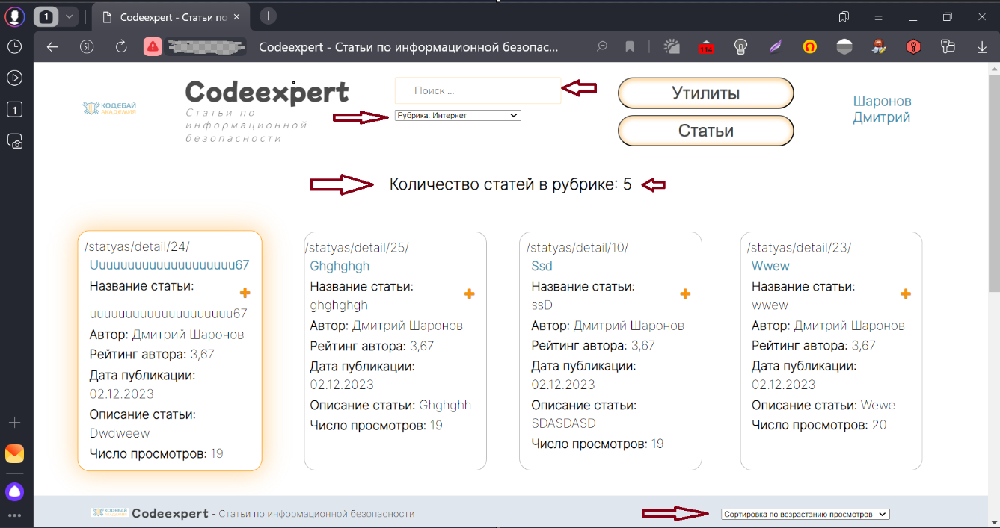 1
Codeexpert - Статьи по
Я
Codeexpert - Статьи по информационной безопас...
114
1
КОДЕБАЙ
АКАДЕМИЯ
Codeexpert
Статьи по
информационной
безопасности
Поиск ...
Рубрика: Интернет
Утилиты
Статьи
Шаронов
Дмитрий
Количество статей в рубрике: 5
/statyas/detail/24/
Uuuuuuuuuuuuuuuuuuuu67
Название статьи:
uuuuuuuuuuuuuuuuuuuu67
Автор: Дмитрий Шаронов
Рейтинг автора: 3,67
Дата публикации:
02.12.2023
Описание статьи:
Dwdweew
Число просмотров: 19
/statyas/detail/25/
Ghghghgh
Название статьи:
ghghghgh
Автор: Дмитрий Шаронов
Рейтинг автора: 3,67
Дата публикации:
02.12.2023
Описание статьи: Ghghghh
Число просмотров: 19
/statyas/detail/10/
Ssd
Название статьи:
ssD
Автор: Дмитрий Шаронов
Рейтинг автора: 3,67
Дата публикации:
02.12.2023
Описание статьи:
SDASDASD
Число просмотров: 19
/statyas/detail/23/
Wwew
Название статьи:
wwew
Автор: Дмитрий Шаронов
Рейтинг автора: 3,67
Дата публикации:
02.12.2023
Описание статьи: Wewe
Число просмотров: 20
КОДЕБАЙ
АКАДЕМИЯ
Codeexpert - Статьи по информационной безопасности
Сортировка по возрастанию просмотров